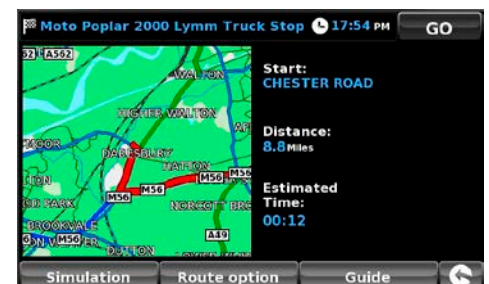 Moto Poplar 2000 Lymm Truck Stop 17:54 PM
GO
A562
WALTON
HIGHER WALTON
MOOR
DARESBURY
HATTON
M56
M56
M56
NORCOTT BRO
BROOKVALE
M56
A49
DUTTON
Start:
CHESTER ROAD
Distance:
8.8 Miles
Estimated
Time:
00:12
Simulation
Route option
Guide